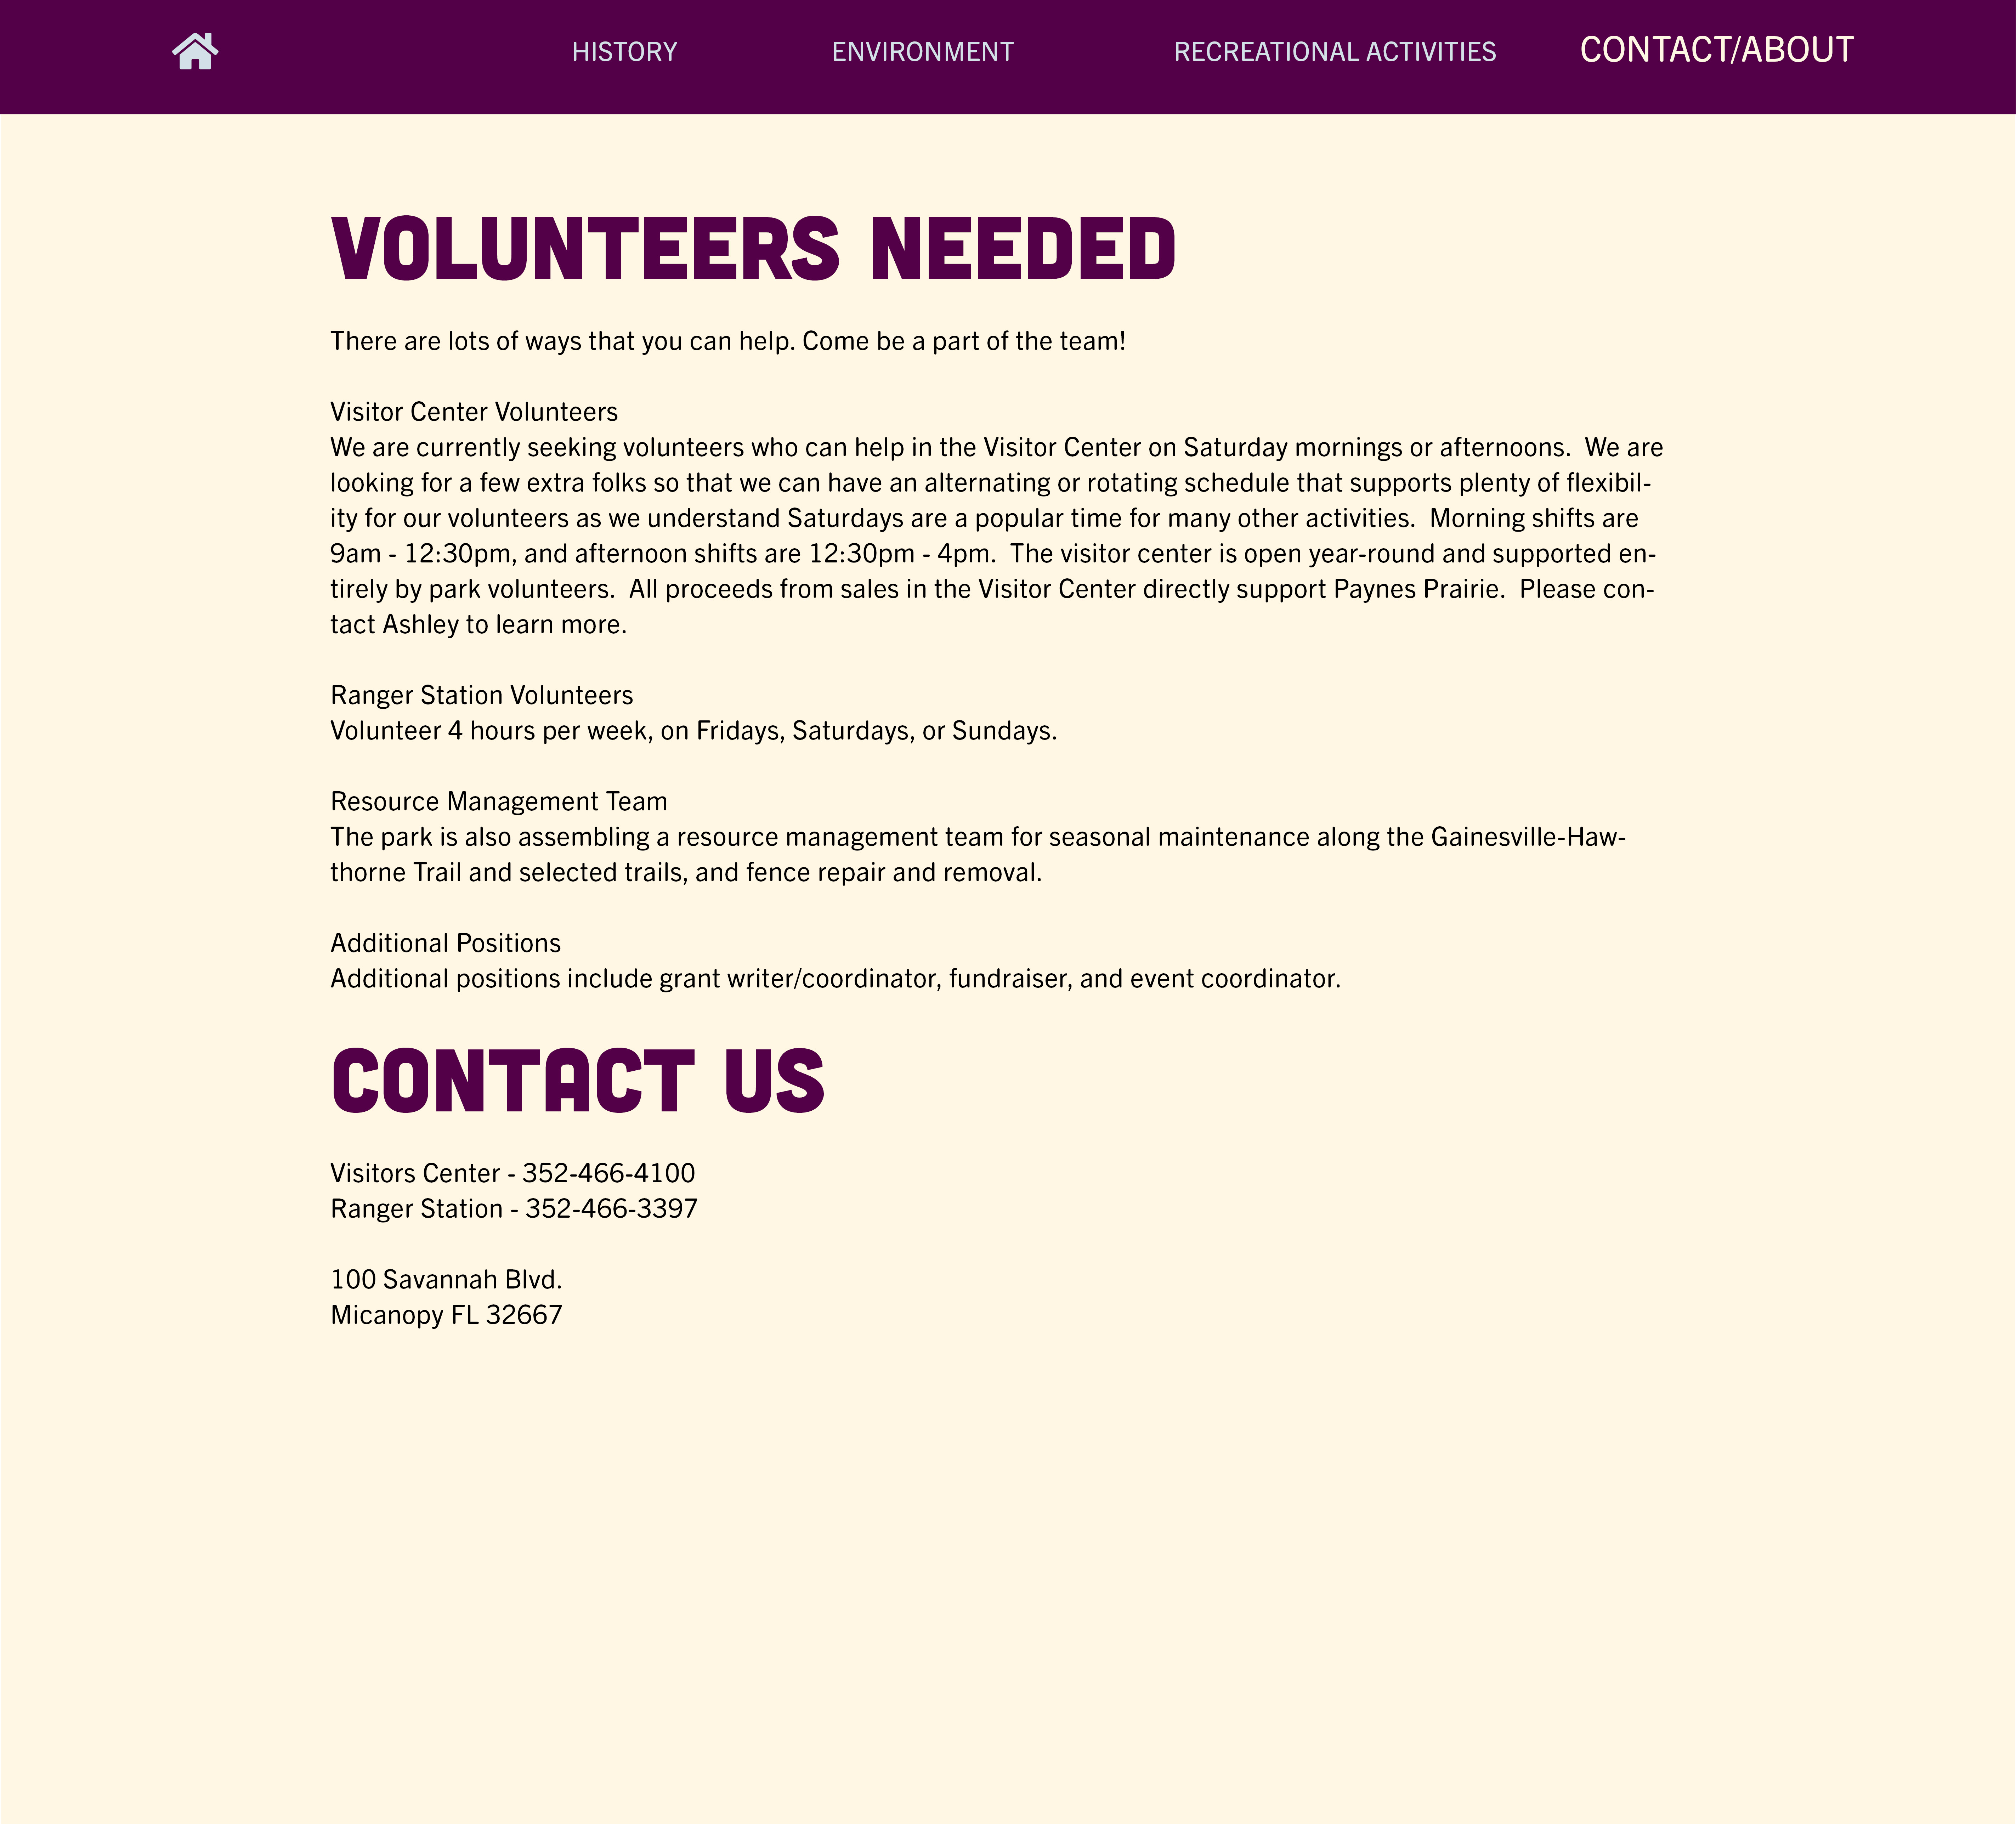 HISTORY ENVIRONMENT RECREATIONAL ACTIVITIES CONTACT/ABOUT
VOLUNTEERS NEEDED
There are lots of ways that you can help. Come be a part of the team!
Visitor Center Volunteers
We are currently seeking volunteers who can help in the Visitor Center on Saturday mornings or afternoons.  We are
looking for a few extra folks so that we can have an alternating or rotating schedule that supports plenty of flexibil-
ity for our volunteers as we understand Saturdays are a popular time for many other activities.  Morning shifts are
9am - 12:30pm, and afternoon shifts are 12:30pm - 4pm.  The visitor center is open year-round and supported en-
tirely by park volunteers.  All proceeds from sales in the Visitor Center directly support Paynes Prairie.  Please con-
tact Ashley to learn more.
Ranger Station Volunteers
Volunteer 4 hours per week, on Fridays, Saturdays, or Sundays.
Resource Management Team
The park is also assembling a resource management team for seasonal maintenance along the Gainesville-Haw-
thorne Trail and selected trails, and fence repair and removal.
Additional Positions
Additional positions include grant writer/coordinator, fundraiser, and event coordinator.
CONTACT US
Visitors Center - 352-466-4100
Ranger Station - 352-466-3397
100 Savannah Blvd.
Micanopy FL 32667